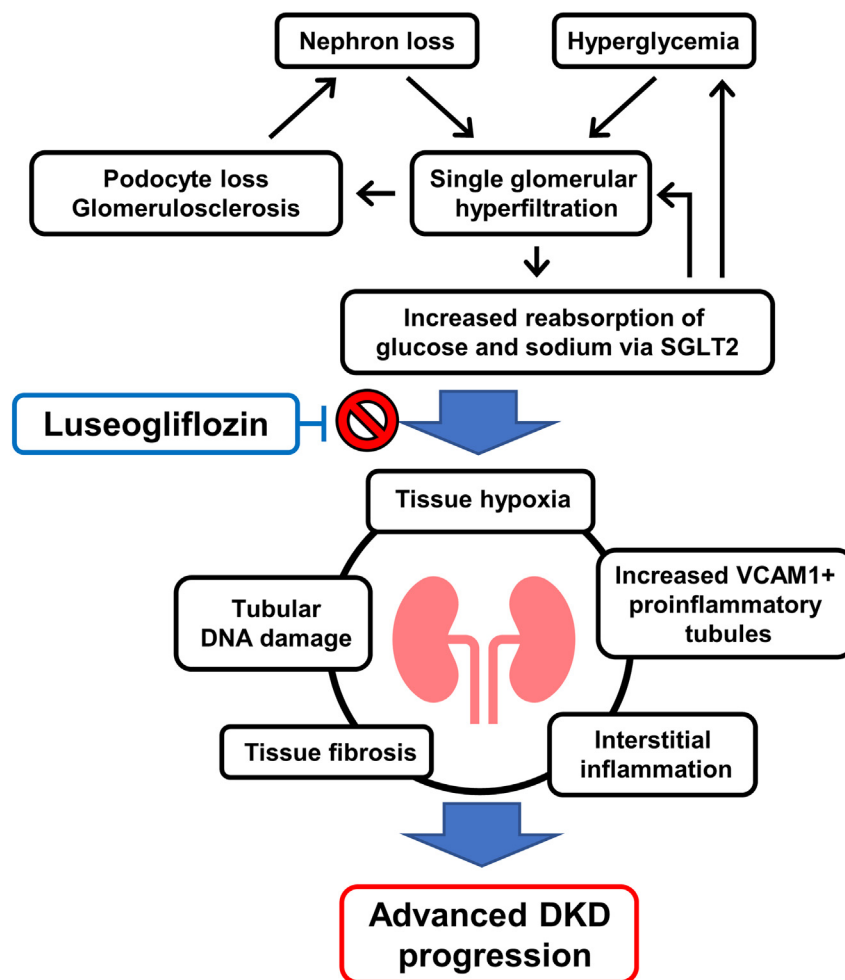 Nephron loss
Hyperglycemia
Podocyte loss
Glomerulosclerosis
Single glomerular
hyperfiltration
Increased reabsorption of
glucose and sodium via SGLT2
Luseogliflozin
Tissue hypoxia
Tubular
DNA damage
Increased VCAM1+
proinflammatory
tubules
Tissue fibrosis
Interstitial
inflammation
Advanced DKD
progression